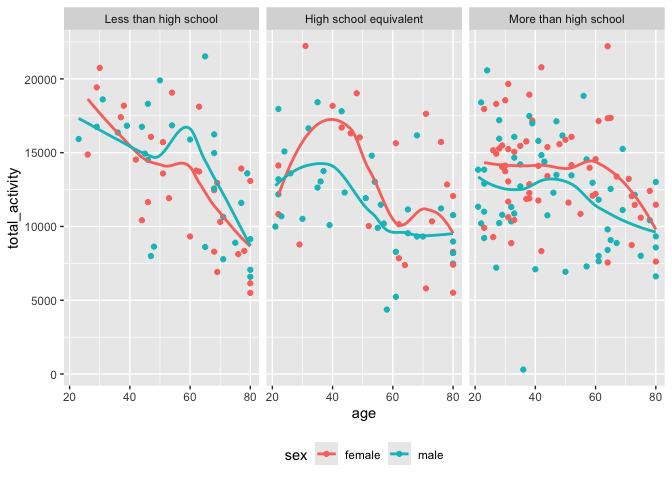 Less than high school
High school equivalent
More than high school
total_activity
20000
15000
10000
5000
0
20 40 60 80 20 40 60 80 20 40 60 80
age
sex female male